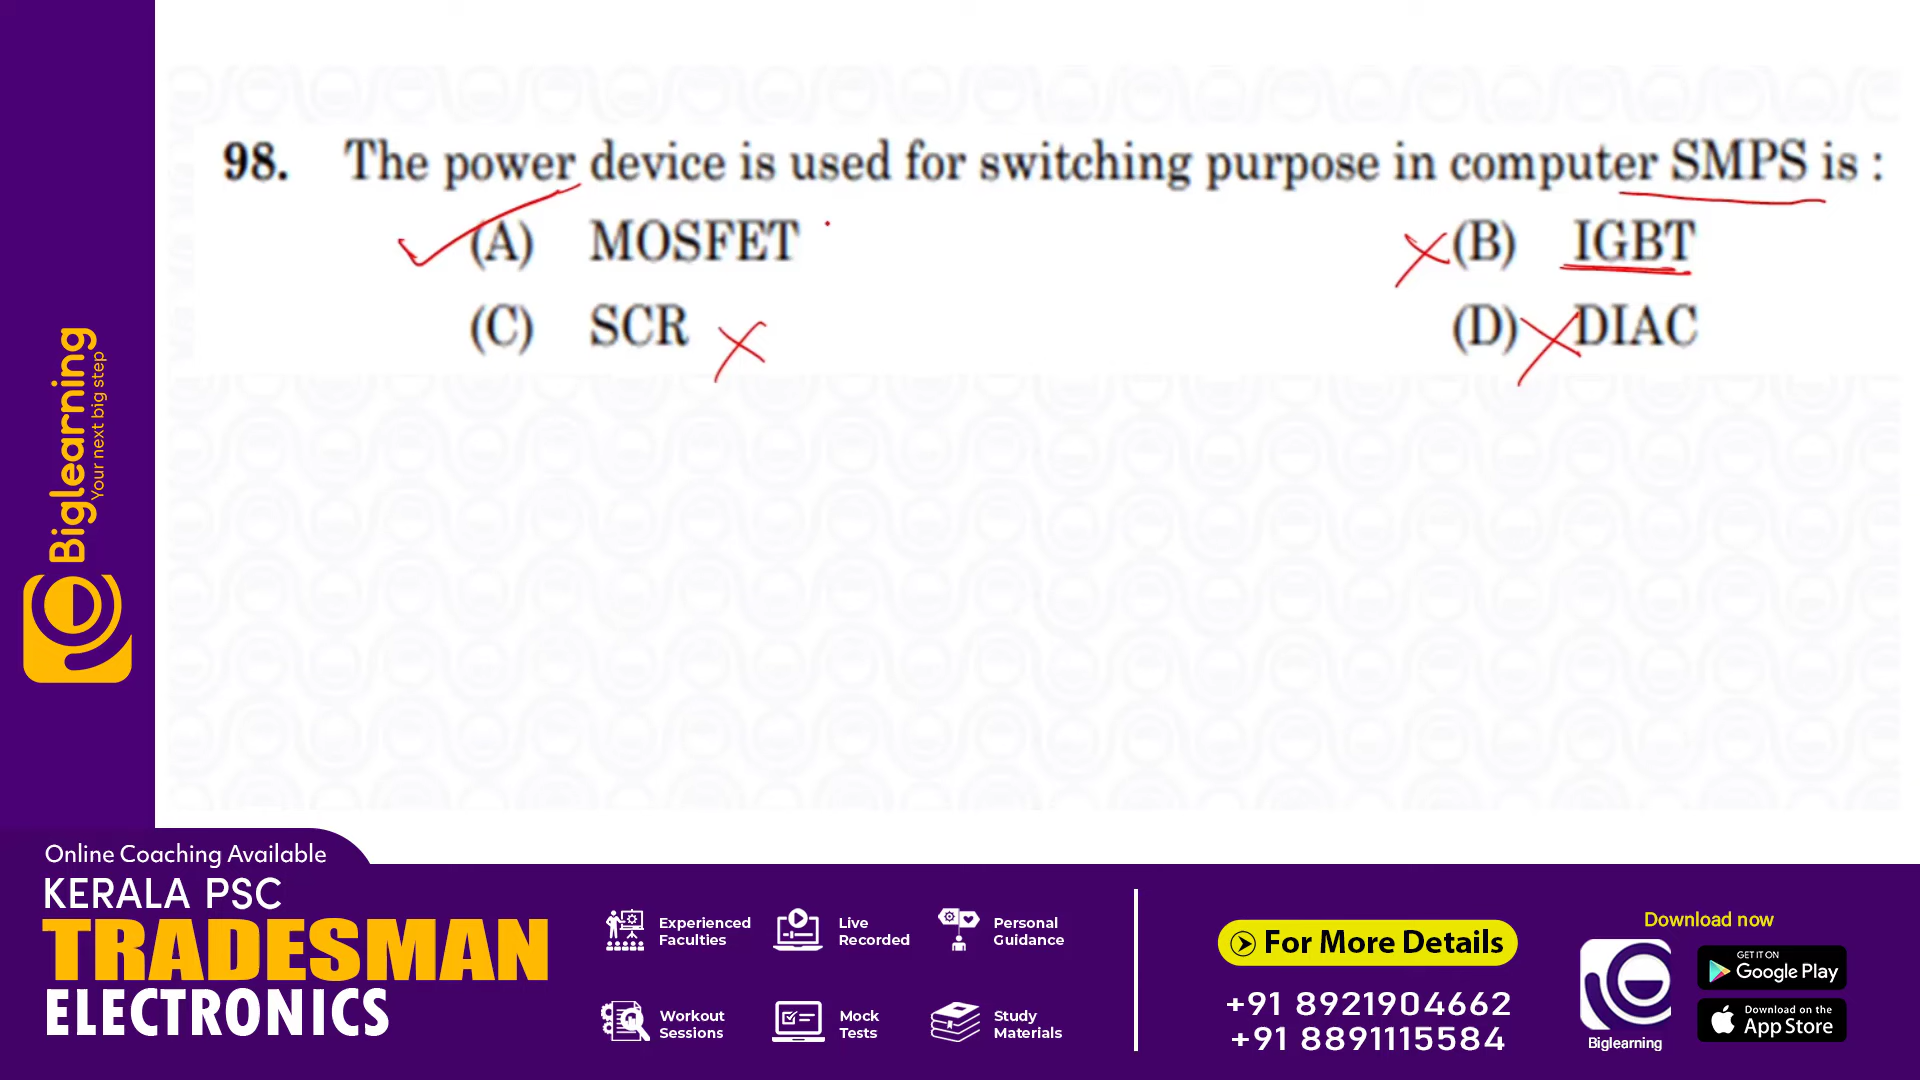 98. The power device is used for switching purpose in computer SMPS is :
(A) MOSFET
(B) IGBT
(C) SCR
(D) DIAC
Biglearning
Your next big step
Online Coaching Available
KERALA PSC
TRADESMAN
ELECTRONICS
Experienced
Faculties
Live
Recorded
Personal
Guidance
Workout
Sessions
Mock
Tests
Study
Materials
For More Details
+91 8921904662
+91 8891115584
Download now
Biglearning
GET IT ON
Google Play
Download on the
App Store